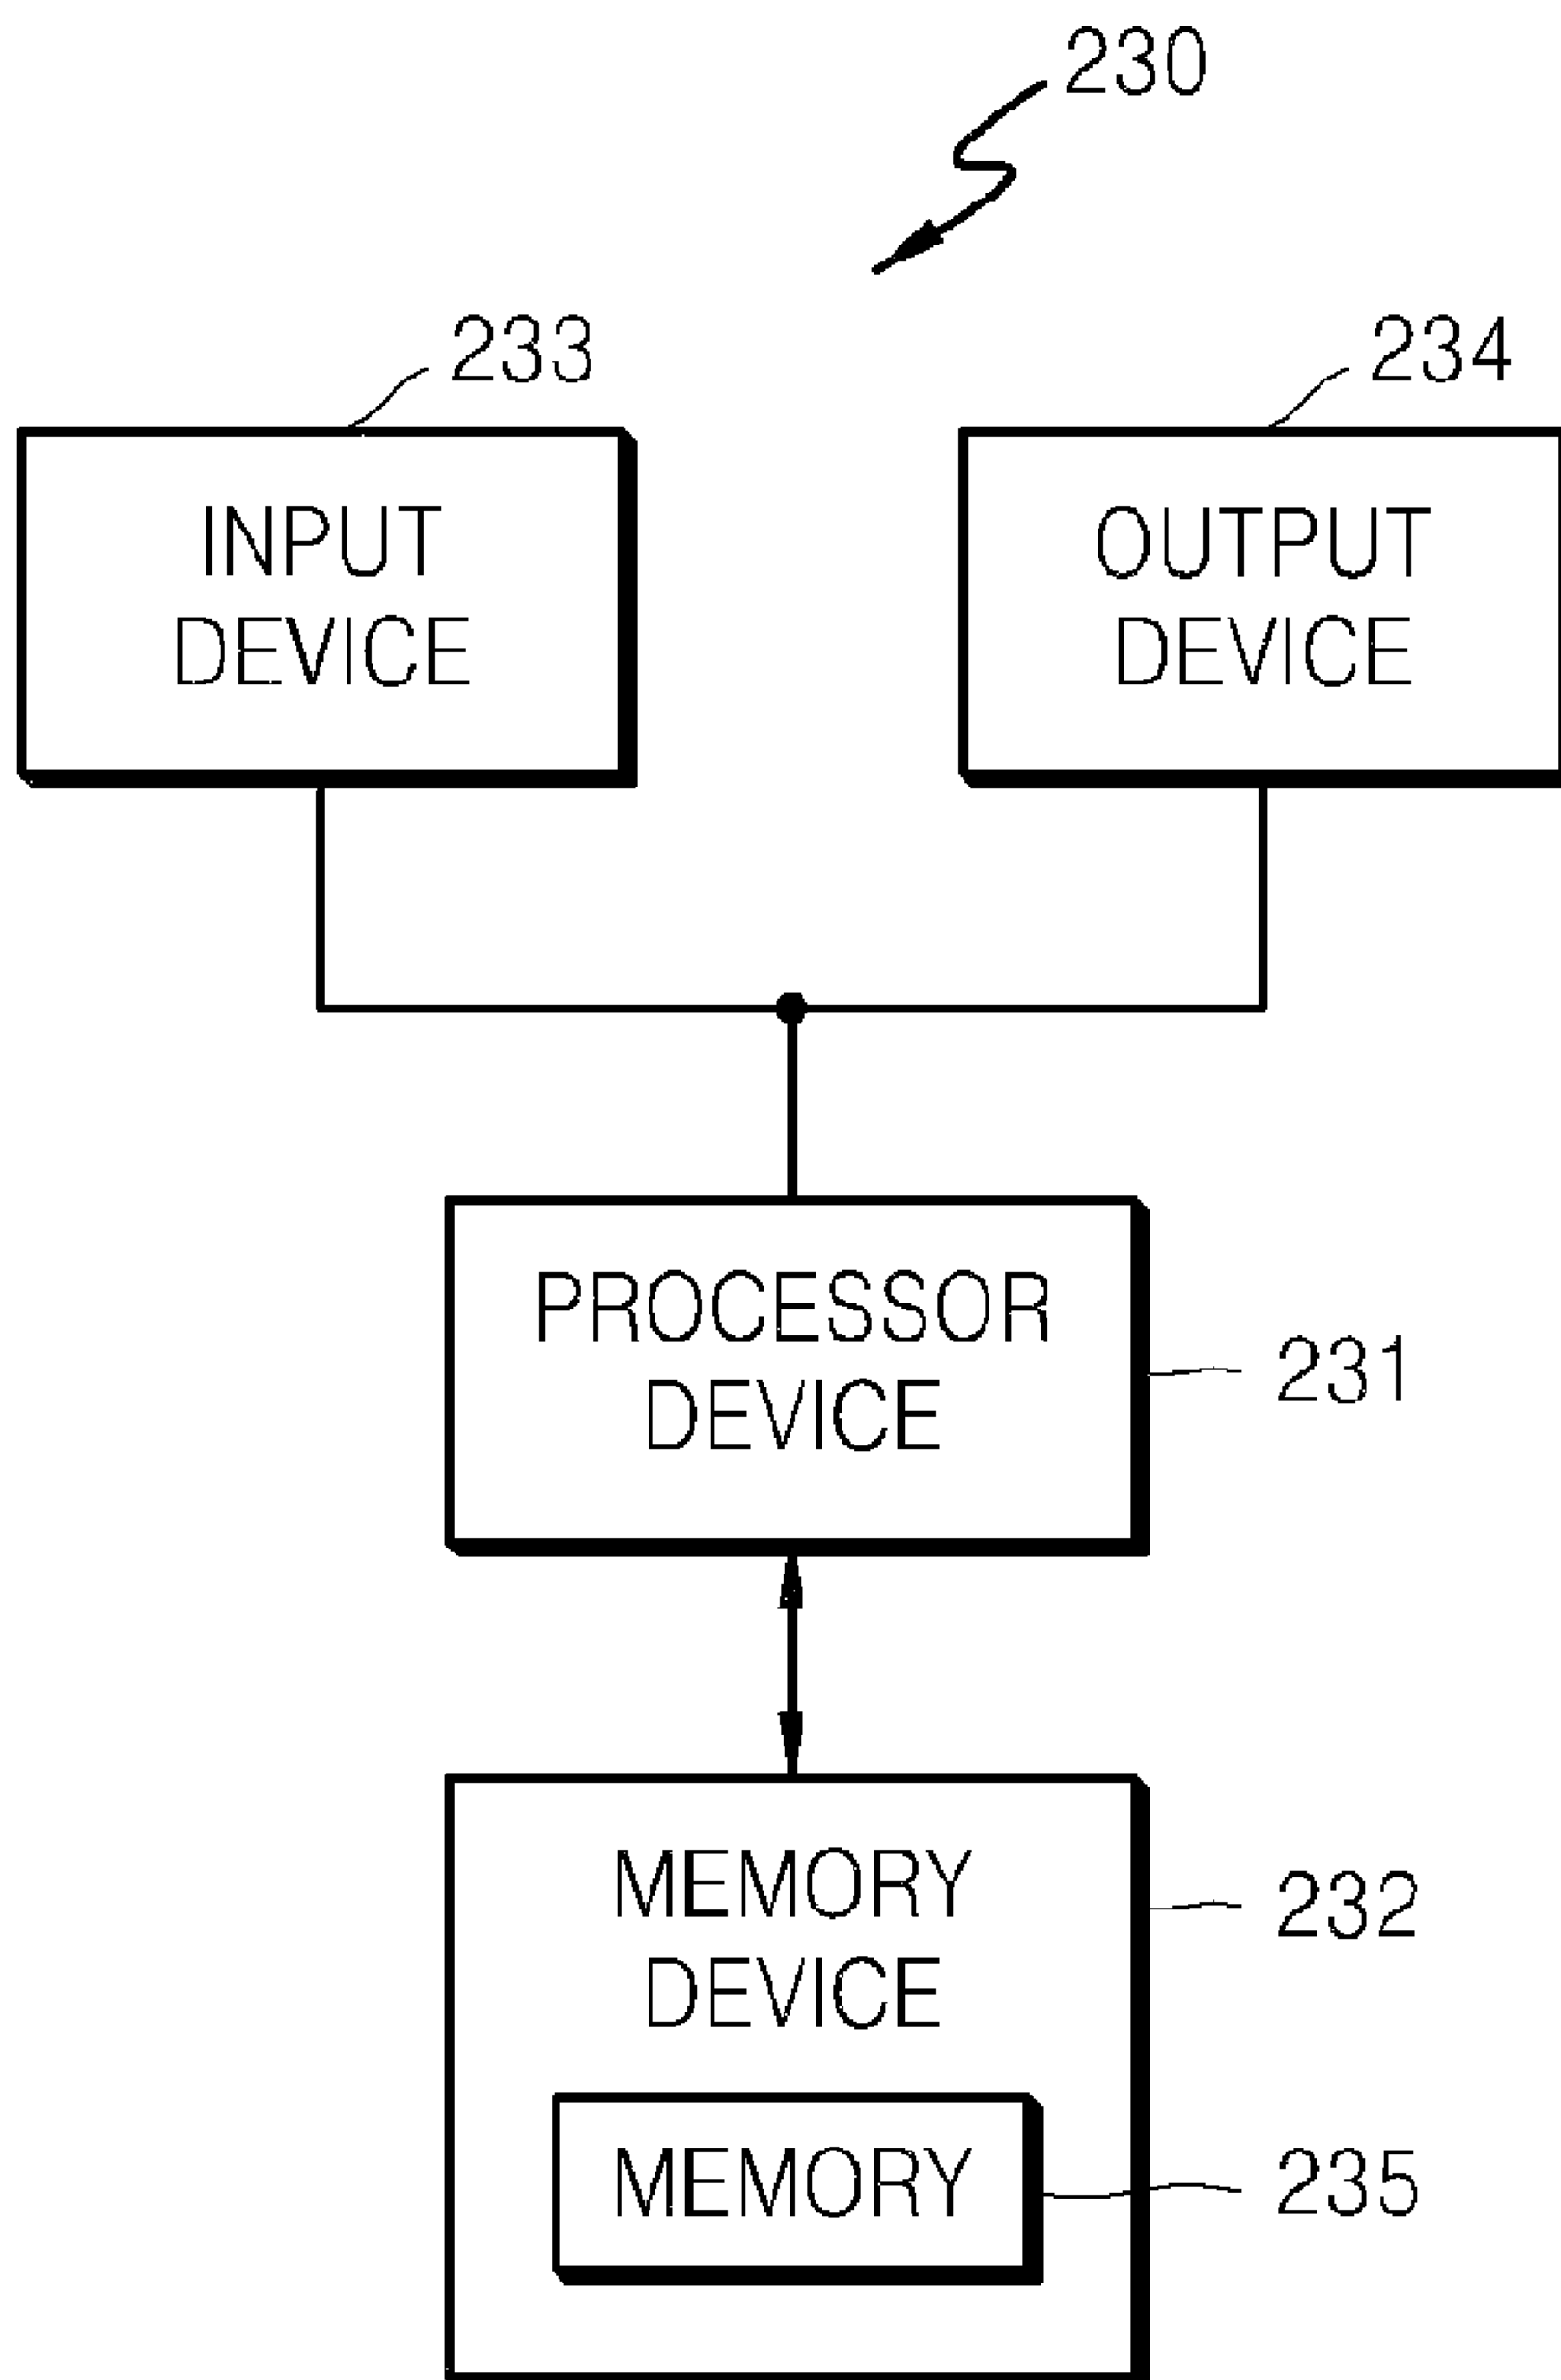 230
233
234
INPUT
DEVICE
OUTPUT
DEVICE
PROCESSOR
DEVICE
231
MEMORY
DEVICE
232
MEMORY
235